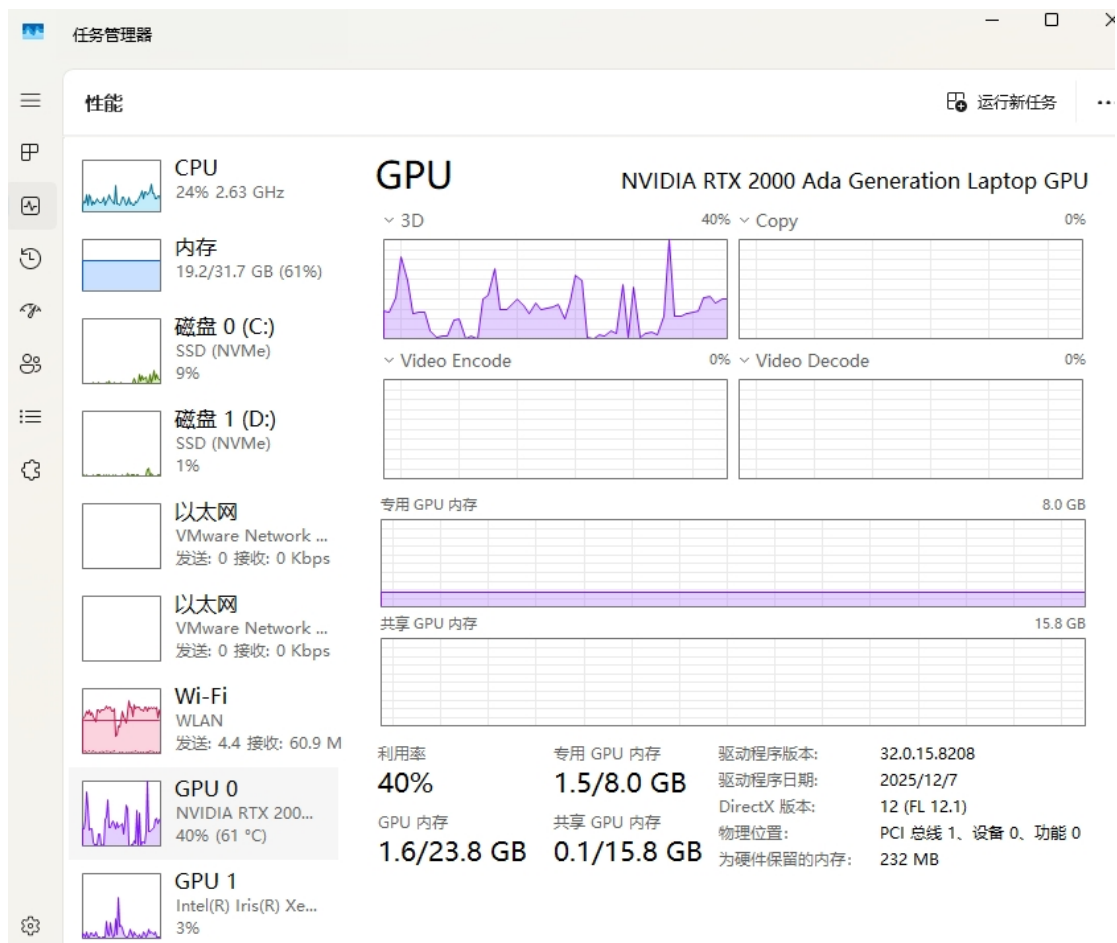 任务管理器
性能
运行新任务
CPU
24% 2.63 GHz
内存
19.2/31.7 GB (61%)
磁盘 0 (C:)
SSD (NVMe)
9%
磁盘 1 (D:)
SSD (NVMe)
1%
以太网
VMware Network ...
发送: 0 接收: 0 Kbps
以太网
VMware Network ...
发送: 0 接收: 0 Kbps
Wi-Fi
WLAN
发送: 4.4 接收: 60.9 M
GPU 0
NVIDIA RTX 200...
40% (61 °C)
GPU 1
Intel(R) Iris(R) Xe...
3%
GPU
NVIDIA RTX 2000 Ada Generation Laptop GPU
3D 40%
Copy 0%
Video Encode 0%
Video Decode 0%
专用 GPU 内存 8.0 GB
共享 GPU 内存 15.8 GB
利用率
40%
专用 GPU 内存
1.5/8.0 GB
GPU 内存
1.6/23.8 GB
共享 GPU 内存
0.1/15.8 GB
驱动程序版本: 32.0.15.8208
驱动程序日期: 2025/12/7
DirectX 版本: 12 (FL 12.1)
物理位置: PCI 总线 1、设备 0、功能 0
为硬件保留的内存: 232 MB